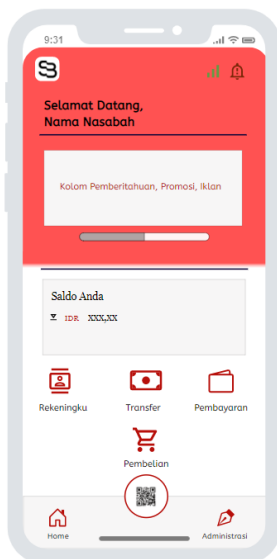 9:31
SB
Selamat Datang,
Nama Nasabah
Kolom Pemberitahuan, Promosi, Iklan
Saldo Anda
IDR XXX,XX
Rekeningku Transfer Pembayaran
Pembelian
Home Administrasi